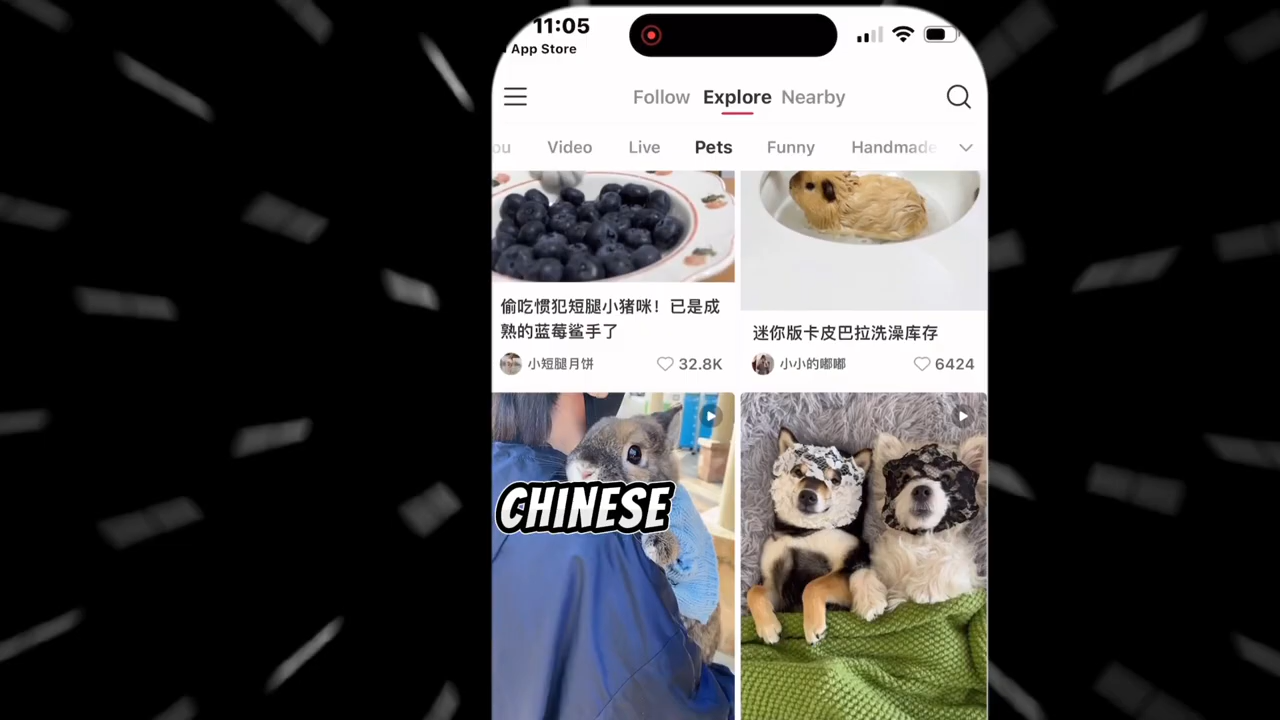 11:05
App Store
Follow Explore Nearby
ou Video Live Pets Funny Handmade
偷吃惯犯短腿小猪咪！已是成
熟的蓝莓鲨手了
小短腿月饼 32.8K
迷你版卡皮巴拉洗澡库存
小小的嘟嘟 6424
CHINESE